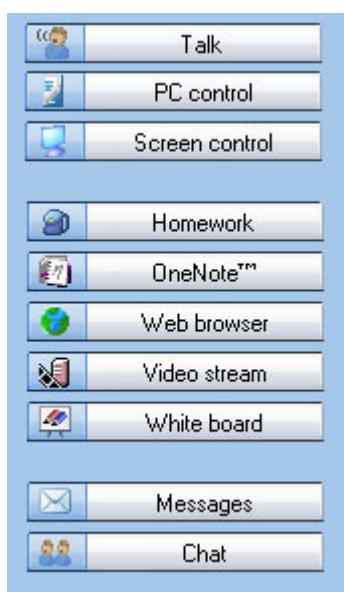 Talk
PC control
Screen control
Homework
OneNote™
Web browser
Video stream
White board
Messages
Chat